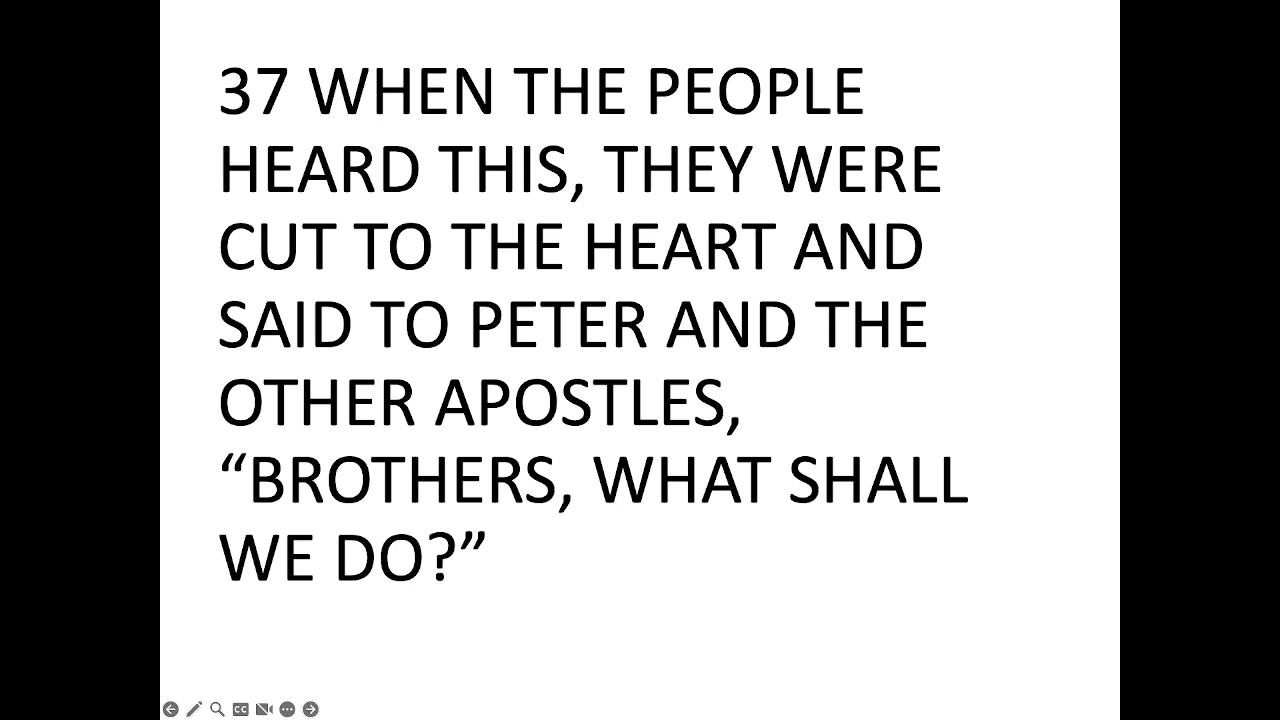 37 WHEN THE PEOPLE
HEARD THIS, THEY WERE
CUT TO THE HEART AND
SAID TO PETER AND THE
OTHER APOSTLES,
“BROTHERS, WHAT SHALL
WE DO?”
CC